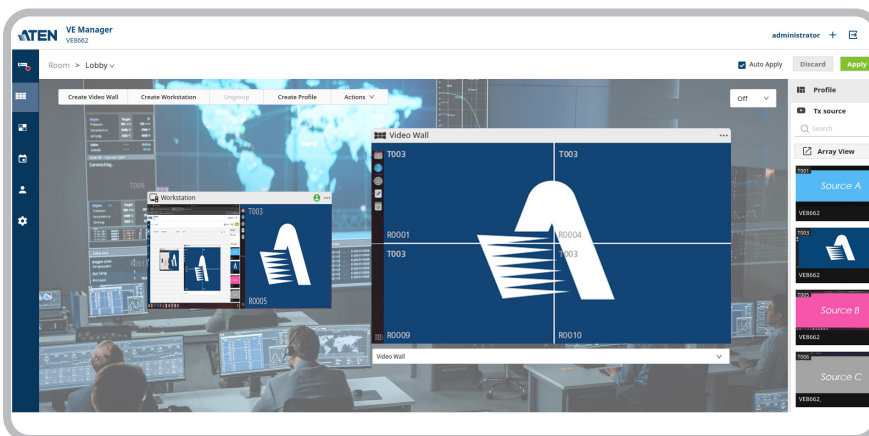 ATEN
VE Manager
VE8662
administrator
Room > Lobby
Auto Apply
Discard
Apply
Create Video Wall
Create Workstation
Ungroup
Create Profile
Actions
Off
Profile
Tx source
Search
Array View
Connecting...
T009
Workstation
T003
R0005
Video Wall
T003
T003
R0001
R0004
T003
T003
R0009
R0010
Video Wall
T001
Source A
VE8662
T003
VE8662
T005
Source B
VE8662
T006
Source C
VE8662,